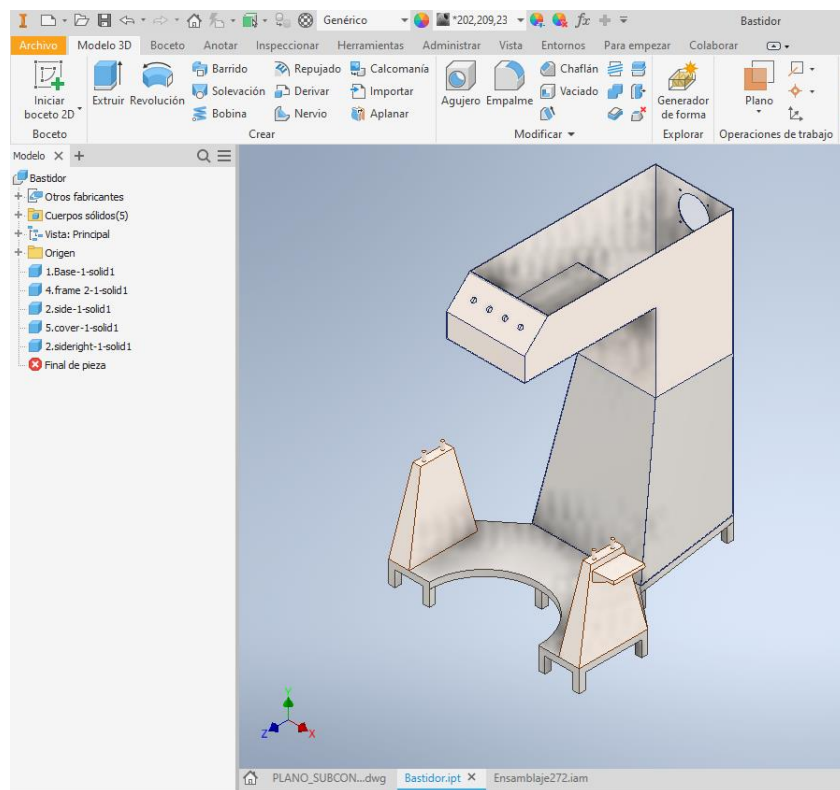 Genérico *202,209,23 fx Bastidor
Archivo Modelo 3D Boceto Anotar Inspeccionar Herramientas Administrar Vista Entornos Para empezar Colaborar
Iniciar boceto 2D
Extruir Revolución
Barrido Repujado Calcomanía
Solevación Derivar Importar
Bobina Nervio Aplanar
Agujero Empalme
Chaflán
Vaciado
Generador de forma
Plano
Boceto Crear Modificar Explorar Operaciones de trabajo
Modelo
Bastidor
Otros fabricantes
Cuerpos sólidos(5)
Vista: Principal
Origen
1.Base-1-solid1
4.frame 2-1-solid1
2.side-1-solid1
5.cover-1-solid1
2.sideright-1-solid1
Final de pieza
Y
Z X
PLANO_SUBCON...dwg Bastidor.ipt Ensamblaje272.iam